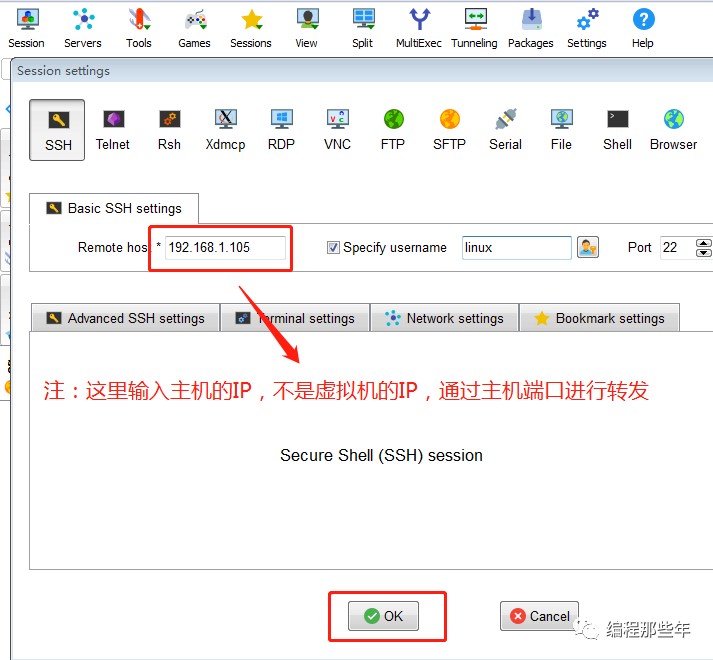 Session Servers Tools Games Sessions View Split MultiExec Tunneling Packages Settings Help
Session settings
SSH Telnet Rsh Xdmcp RDP VNC FTP SFTP Serial File Shell Browser
Basic SSH settings
Remote hos * 192.168.1.105 Specify username linux Port 22
Advanced SSH settings Terminal settings Network settings Bookmark settings
注：这里输入主机的IP，不是虚拟机的IP，通过主机端口进行转发
Secure Shell (SSH) session
OK Cancel
编程那些年